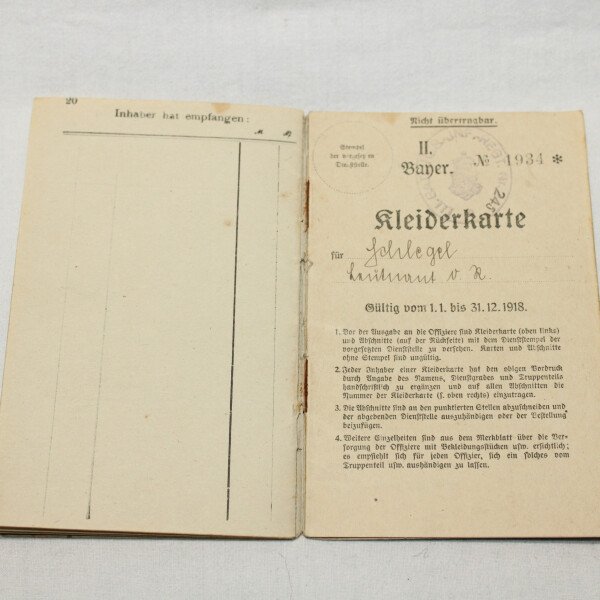 20
Inhaber hat empfangen:
M
Nicht übertragbar.
Stempel
der vorgesetzten
Dienststelle.
II.
Bayer. № 1934 *
245
Kleiderkarte
für Schlegel
Leutnant d. R.
Gültig vom 1. 1. bis 31. 12. 1918.
1. Vor der Ausgabe an die Offiziere sind Kleiderkarte (oben links)
und Abschnitte (auf der Rückseite) mit dem Dienststempel der
vorgesetzten Dienststelle zu versehen. Karten und Abschnitte
ohne Stempel sind ungültig.
2. Jeder Inhaber einer Kleiderkarte hat den obigen Vordruck
durch Angabe des Namens, Dienstgrades und Truppenteils
handschriftlich zu ergänzen und auf allen Abschnitten die
Nummer der Kleiderkarte (s. oben rechts) einzutragen.
3. Die Abschnitte sind an den punktierten Stellen abzuschneiden und
der abgebenden Dienststelle auszuhändigen oder der Bestellung
beizufügen.
4. Weitere Einzelheiten sind aus dem Merkblatt über die Ver-
sorgung der Offiziere mit Bekleidungsstücken usw. ersichtlich;
es empfiehlt sich für jeden Offizier, sich ein solches vom
Truppenteil usw. aushändigen zu lassen.